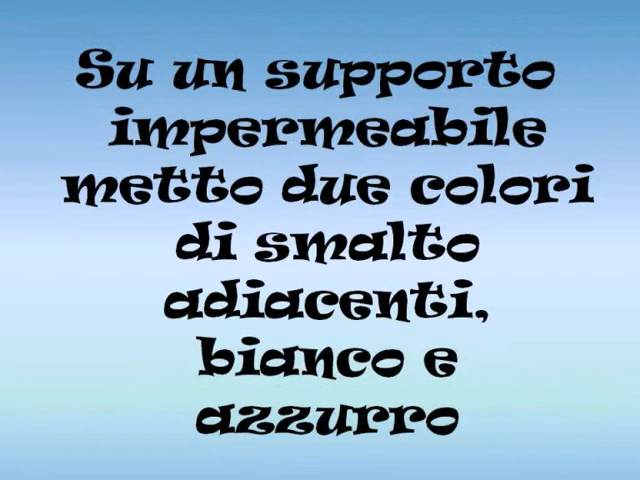 Su un supporto
impermeabile
metto due colori
di smalto
adiacenti,
bianco e
azzurro